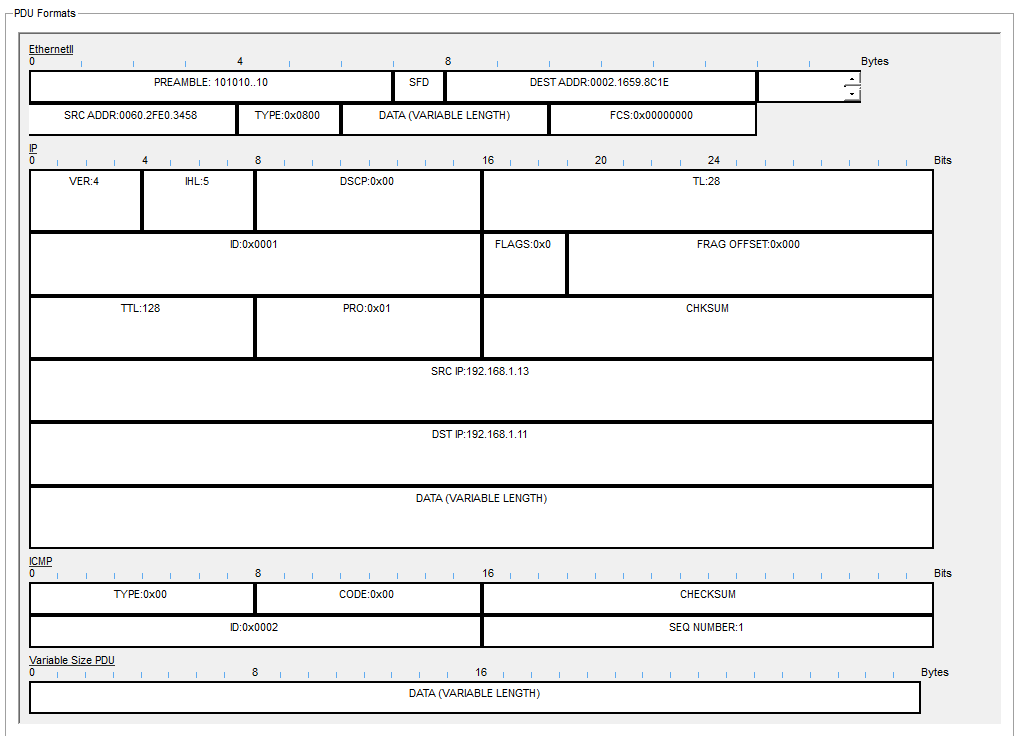 PDU Formats
EthernetII
0 4 8 Bytes
PREAMBLE: 101010..10 SFD DEST ADDR:0002.1659.8C1E
SRC ADDR:0060.2FE0.3458 TYPE:0x0800 DATA (VARIABLE LENGTH) FCS:0x00000000
IP
0 4 8 16 20 24 Bits
VER:4 IHL:5 DSCP:0x00 TL:28
ID:0x0001 FLAGS:0x0 FRAG OFFSET:0x000
TTL:128 PRO:0x01 CHKSUM
SRC IP:192.168.1.13
DST IP:192.168.1.11
DATA (VARIABLE LENGTH)
ICMP
0 8 16 Bits
TYPE:0x00 CODE:0x00 CHECKSUM
ID:0x0002 SEQ NUMBER:1
Variable Size PDU
0 8 16 Bytes
DATA (VARIABLE LENGTH)